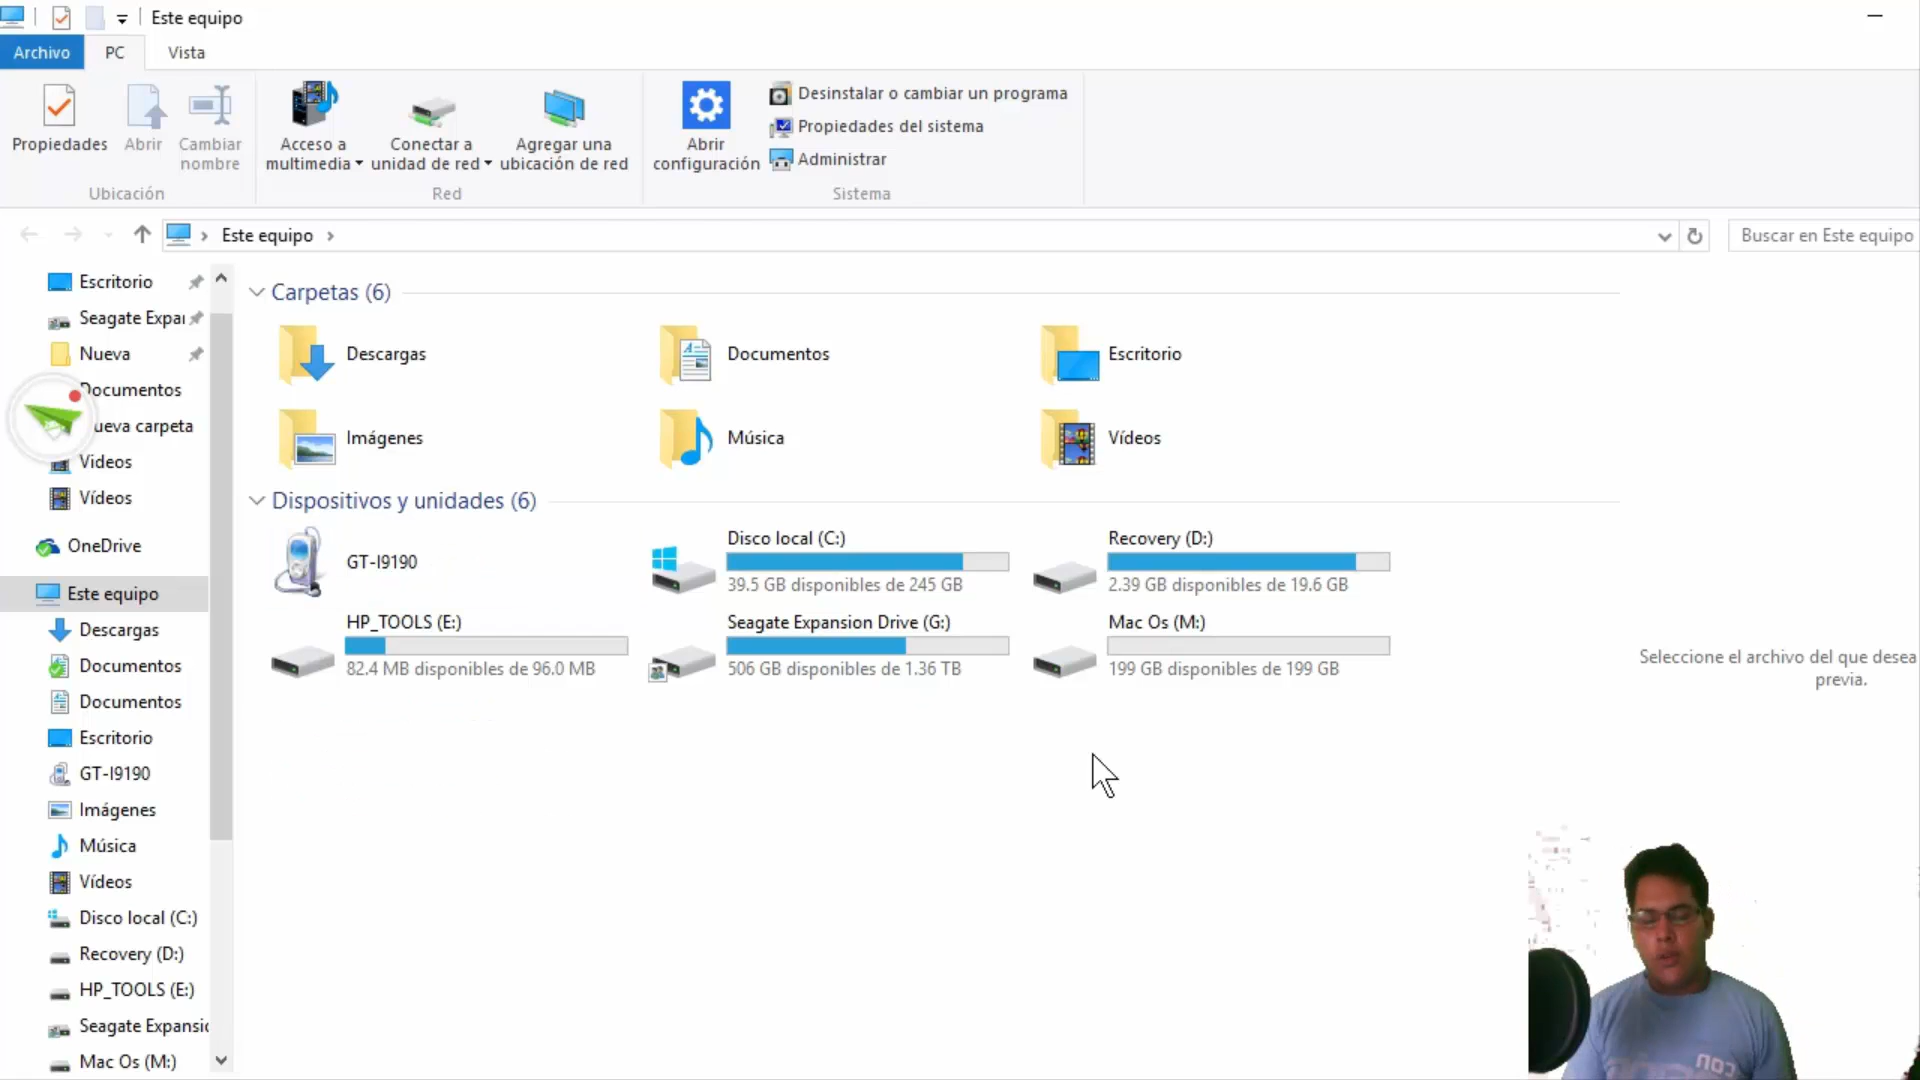 Este equipo
Archivo
PC
Vista
Propiedades
Abrir
Cambiar
nombre
Ubicación
Acceso a
multimedia
Conectar a
unidad de red
Agregar una
ubicación de red
Red
Abrir
configuración
Desinstalar o cambiar un programa
Propiedades del sistema
Administrar
Sistema
Este equipo
Buscar en Este equipo
Escritorio
Seagate Expa
Nueva
Documentos
ueva carpeta
Videos
Vídeos
OneDrive
Este equipo
Descargas
Documentos
Documentos
Escritorio
GT-I9190
Imágenes
Música
Vídeos
Disco local (C:)
Recovery (D:)
HP_TOOLS (E:)
Seagate Expansio
Mac Os (M:)
Carpetas (6)
Descargas
Documentos
Escritorio
Imágenes
Música
Vídeos
Dispositivos y unidades (6)
GT-I9190
Disco local (C:)
39.5 GB disponibles de 245 GB
Recovery (D:)
2.39 GB disponibles de 19.6 GB
HP_TOOLS (E:)
82.4 MB disponibles de 96.0 MB
Seagate Expansion Drive (G:)
506 GB disponibles de 1.36 TB
Mac Os (M:)
199 GB disponibles de 199 GB
Seleccione el archivo del que desea
previa.